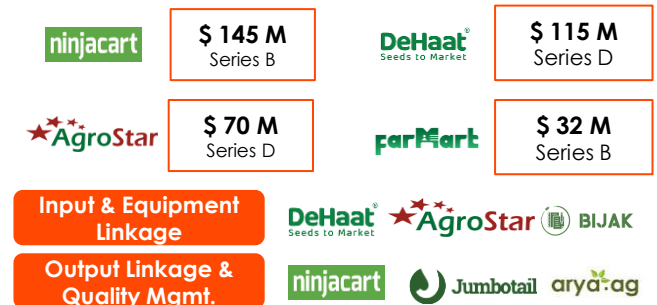 ninjacart
$ 145 M
Series B
DeHaat®
Seeds to Market
$ 115 M
Series D
AgroStar
$ 70 M
Series D
farMart
$ 32 M
Series B
Input & Equipment
Linkage
DeHaat®
Seeds to Market
AgroStar
BIJAK
Output Linkage &
Quality Mgmt.
ninjacart
Jumbotail
arya.ag